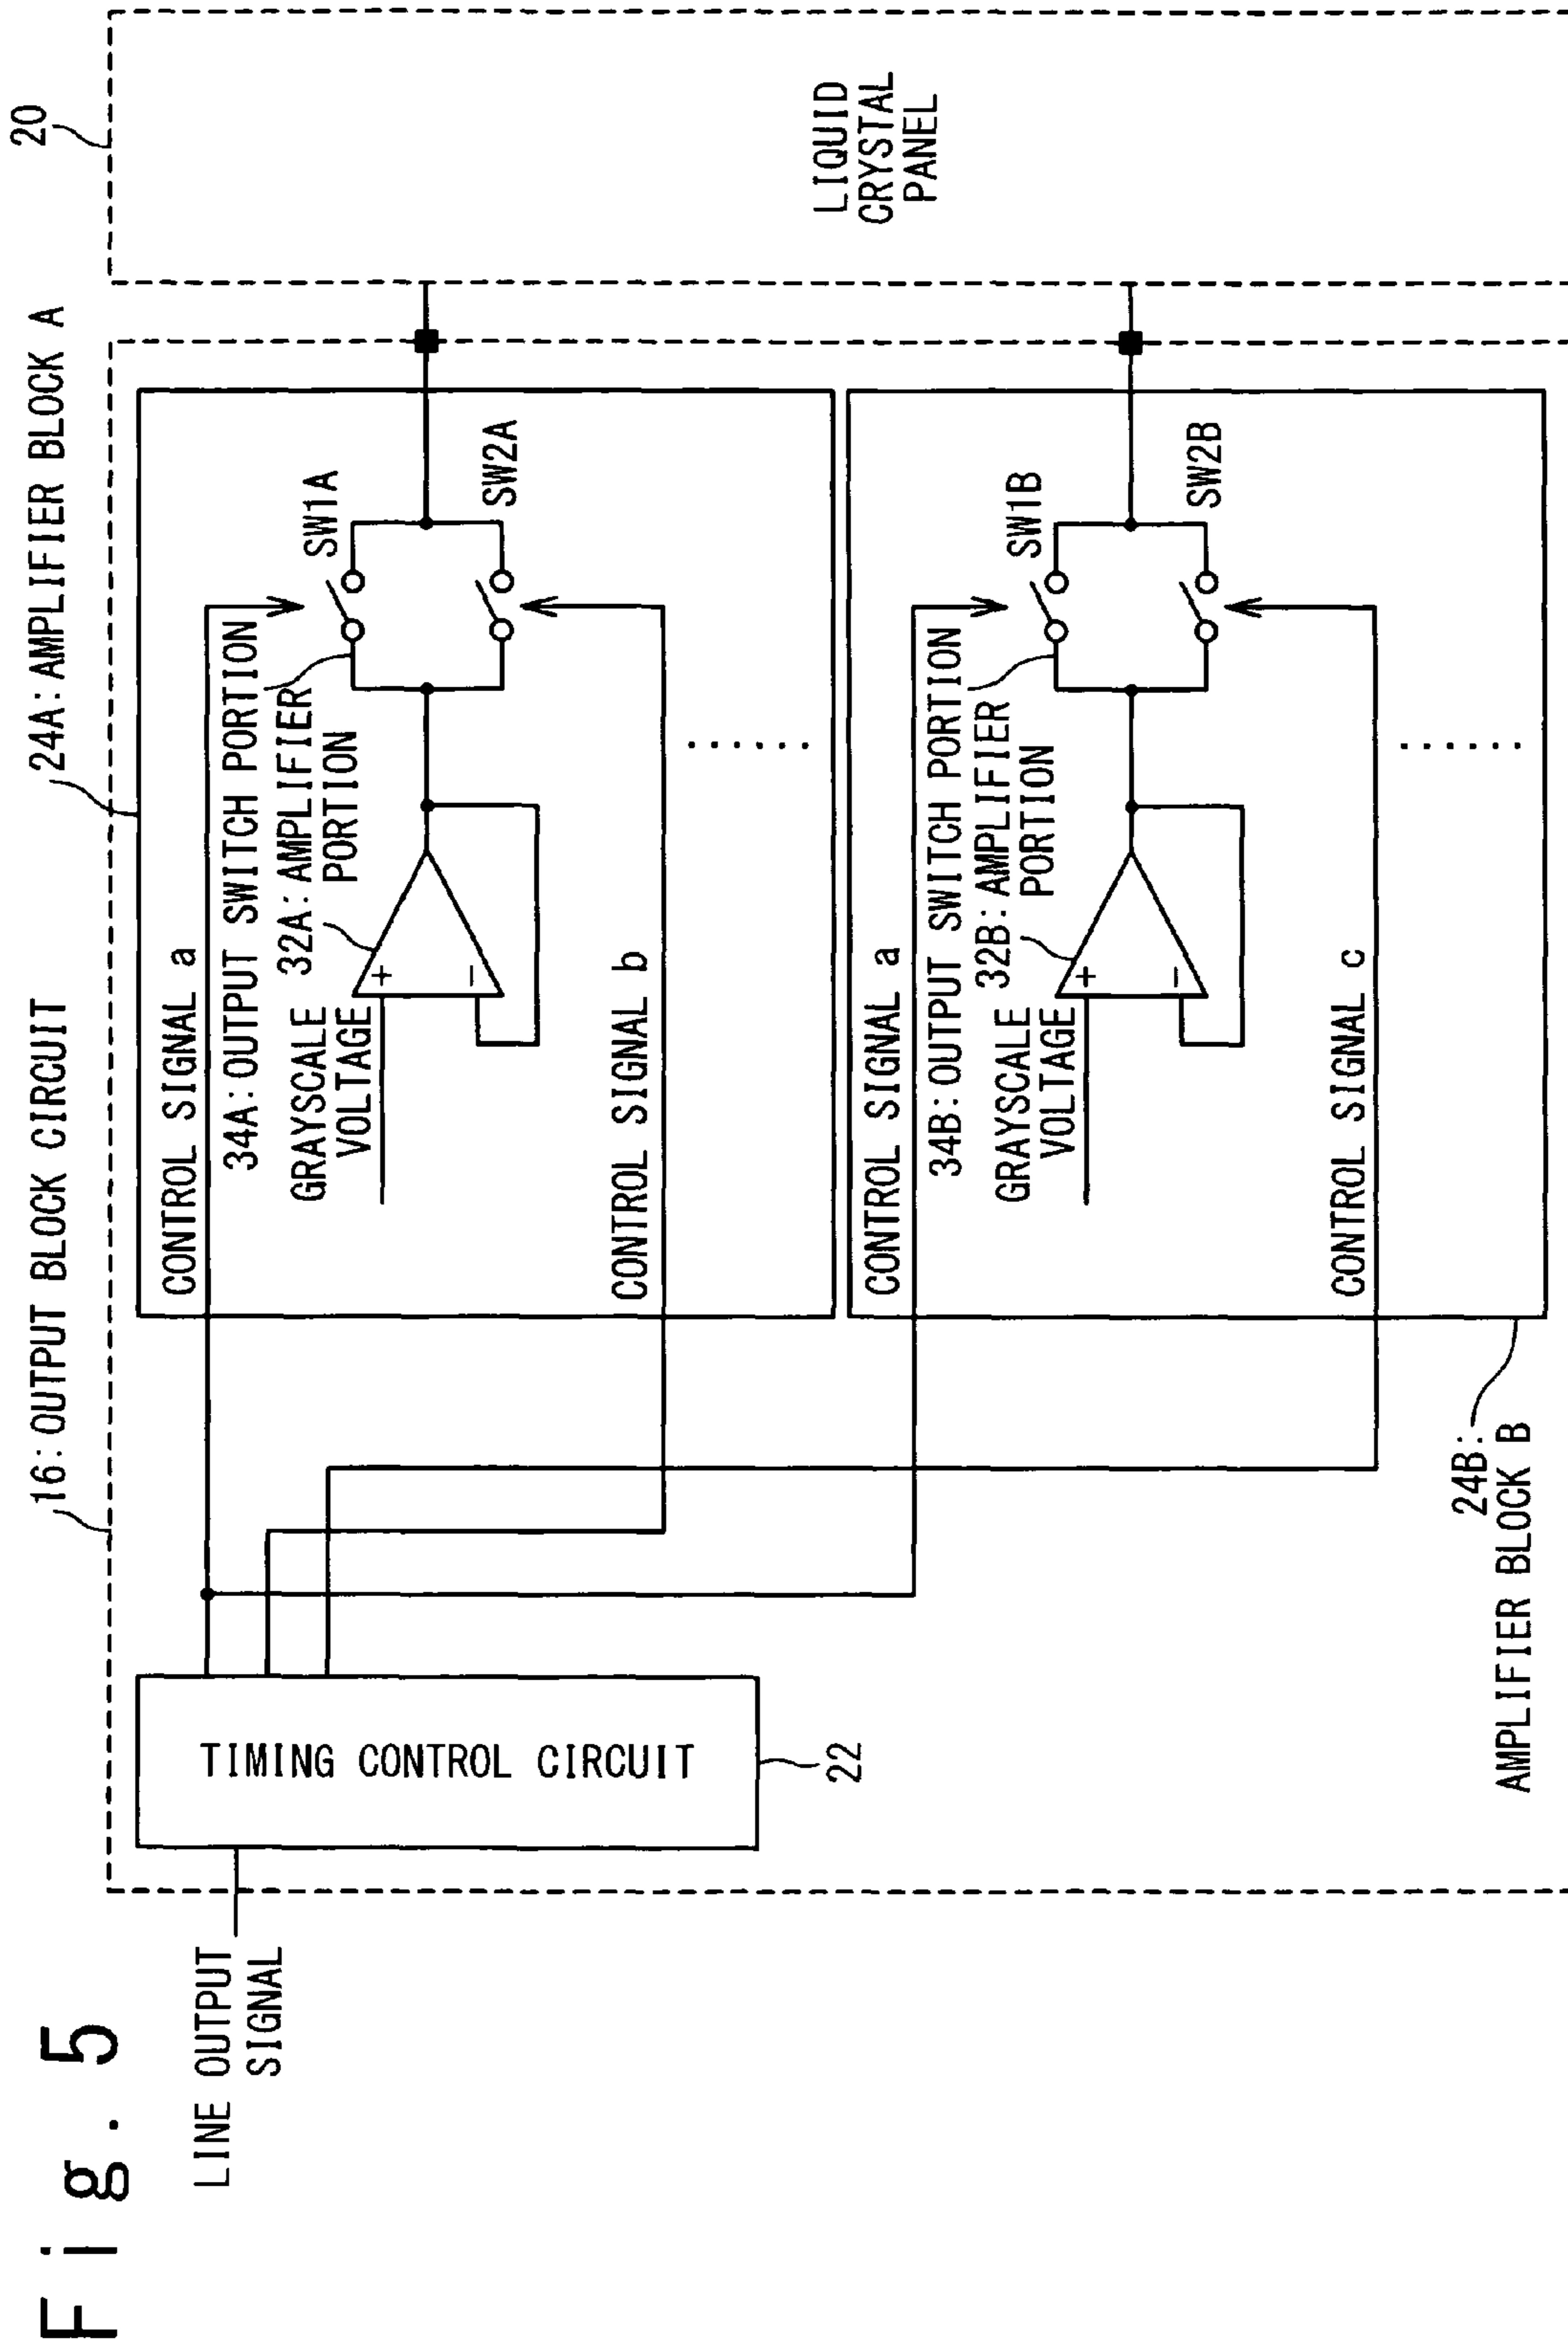 Fig. 5
16:OUTPUT BLOCK CIRCUIT
24A:AMPLIFIER BLOCK A
20
LINE OUTPUT
SIGNAL
TIMING CONTROL CIRCUIT
22
CONTROL SIGNAL a
34A:OUTPUT SWITCH PORTION
32A:AMPLIFIER
PORTION
GRAYSCALE
VOLTAGE
+
−
SW1A
SW2A
CONTROL SIGNAL b
......
LIQUID
CRYSTAL
PANEL
CONTROL SIGNAL a
34B:OUTPUT SWITCH PORTION
32B:AMPLIFIER
PORTION
GRAYSCALE
VOLTAGE
+
−
SW1B
SW2B
CONTROL SIGNAL c
......
24B:
AMPLIFIER BLOCK B